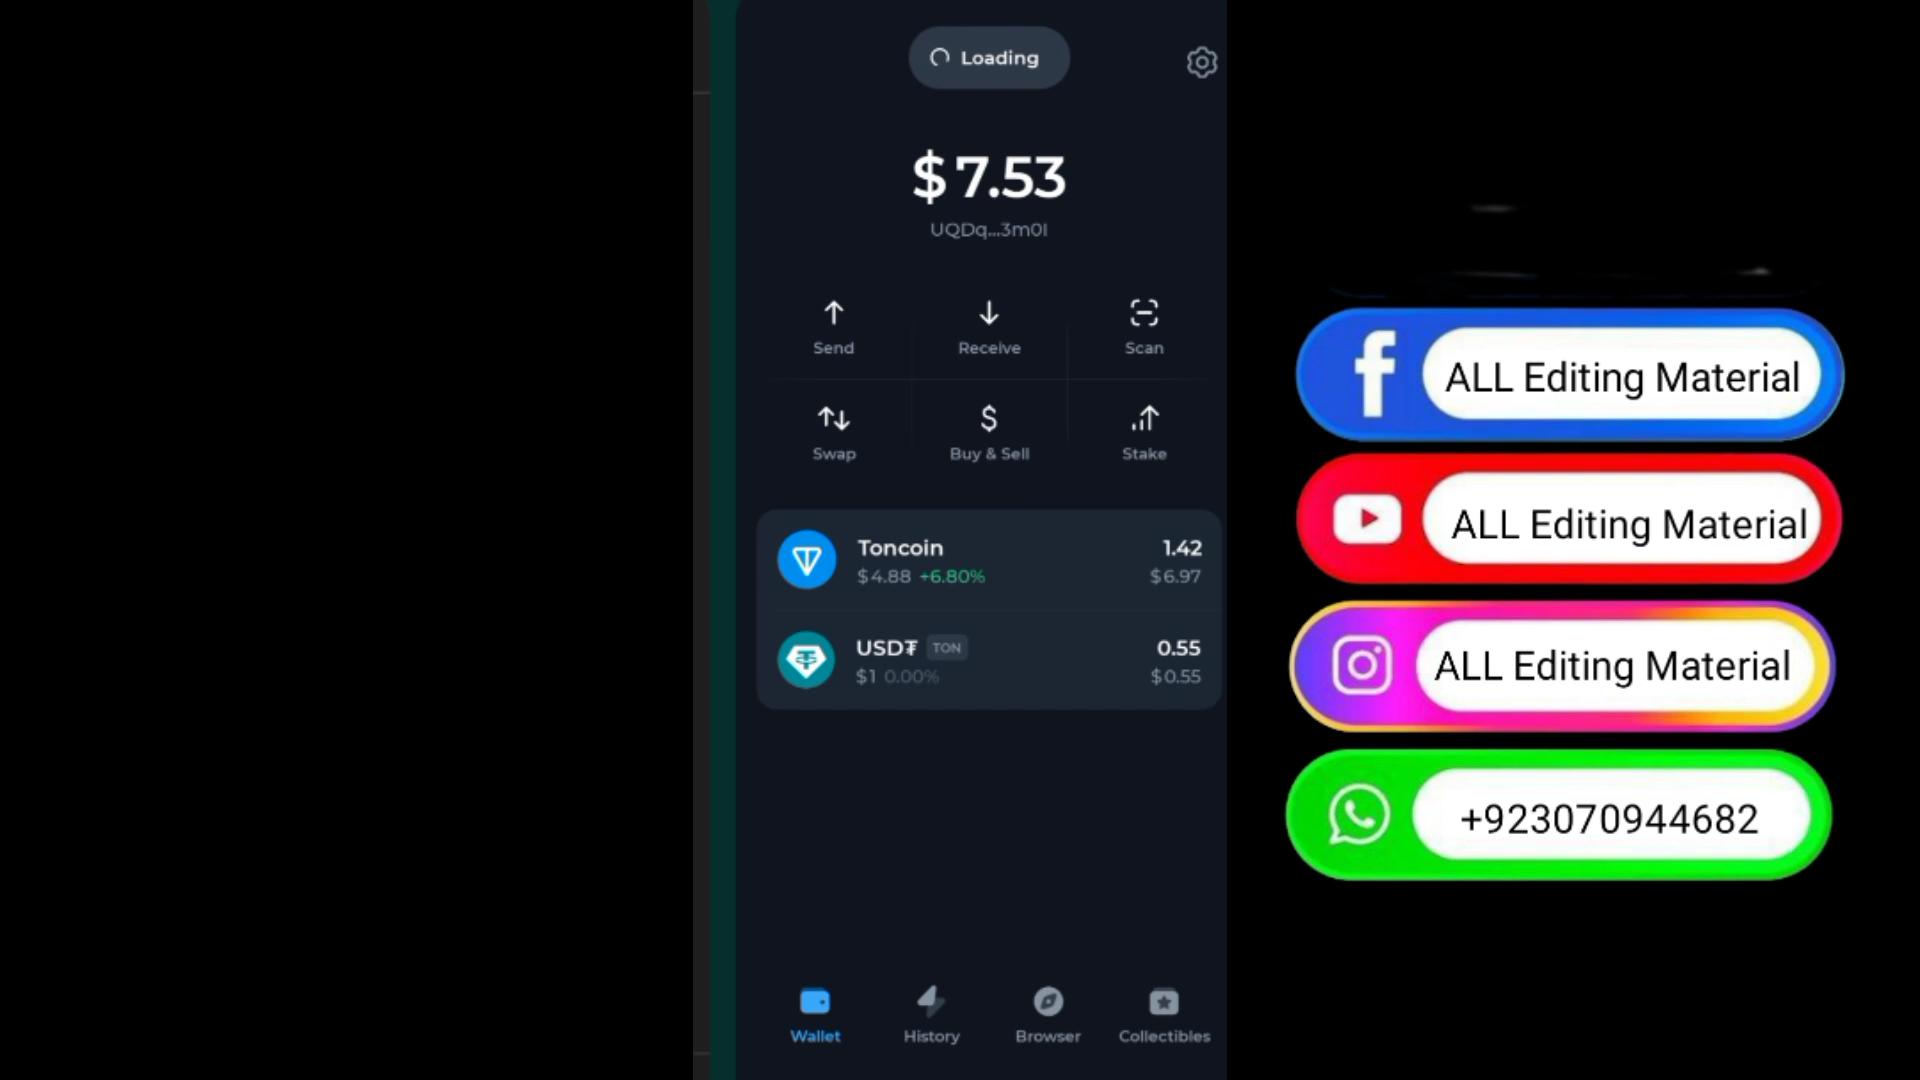 Loading
$7.53
UQDq...3m0I
Send
Receive
Scan
Swap
Buy & Sell
Stake
Toncoin
1.42
$4.88 +6.80%
$6.97
USD₮ TON
0.55
$1 0.00%
$0.55
Wallet
History
Browser
Collectibles
ALL Editing Material
ALL Editing Material
ALL Editing Material
+923070944682